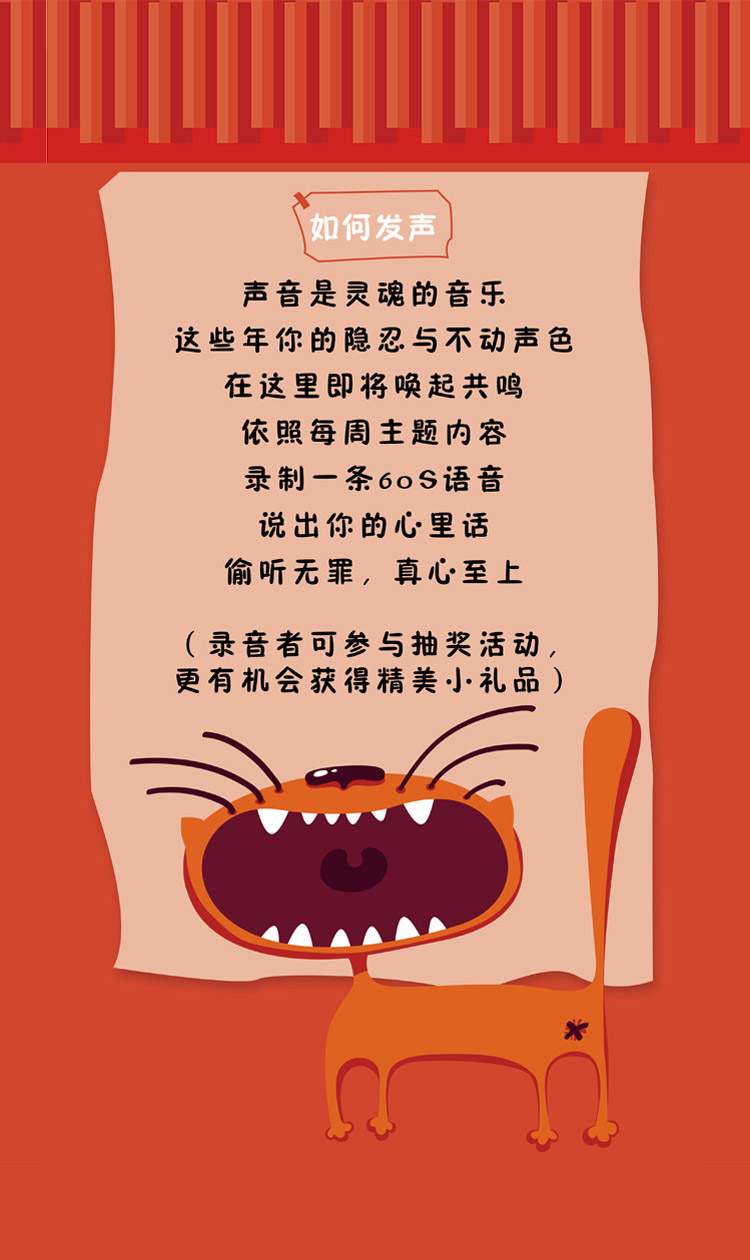 如何发声
声音是灵魂的音乐
这些年你的隐忍与不动声色
在这里即将唤起共鸣
依照每周主题内容
录制一条60S语音
说出你的心里话
偷听无罪，真心至上
（录音者可参与抽奖活动，
更有机会获得精美小礼品）